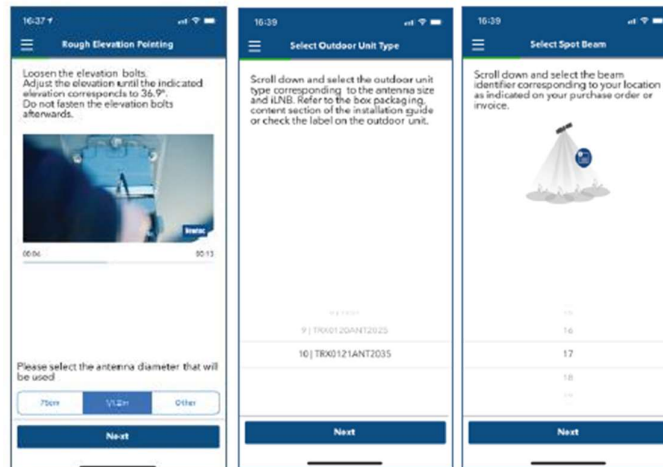 16:37
Rough Elevation Pointing
Loosen the elevation bolts.
Adjust the elevation until the indicated
elevation corresponds to 36.9°.
Do not fasten the elevation bolts
afterwards.
Newtec
00:06 00:13
Please select the antenna diameter that will
be used
75cm 1/1.2m Other
Next
16:39
Select Outdoor Unit Type
Scroll down and select the outdoor unit
type corresponding to the antenna size
and iLNB. Refer to the box packaging,
content section of the installation guide
or check the label on the outdoor unit.
9 | TRX0120ANT2025
10 | TRX0121ANT2035
Next
16:39
Select Spot Beam
Scroll down and select the beam
identifier corresponding to your location
as indicated on your purchase order or
invoice.
16
17
18
Next